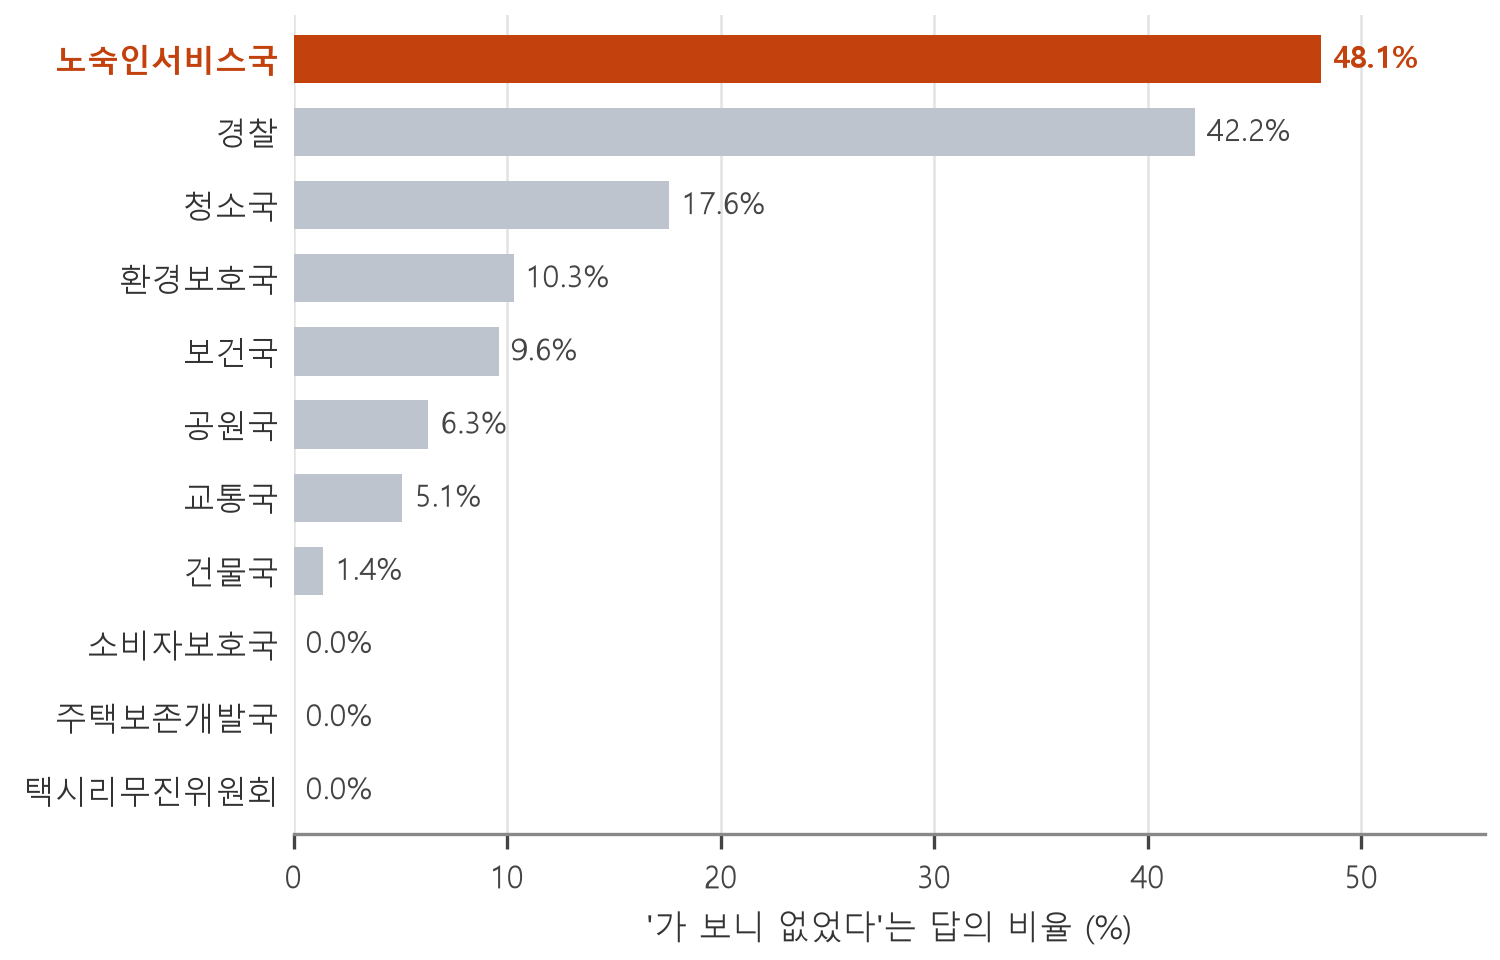 노숙인서비스국 48.1%
경찰 42.2%
청소국 17.6%
환경보호국 10.3%
보건국 9.6%
공원국 6.3%
교통국 5.1%
건물국 1.4%
소비자보호국 0.0%
주택보존개발국 0.0%
택시리무진위원회 0.0%
0 10 20 30 40 50
'가 보니 없었다'는 답의 비율 (%)